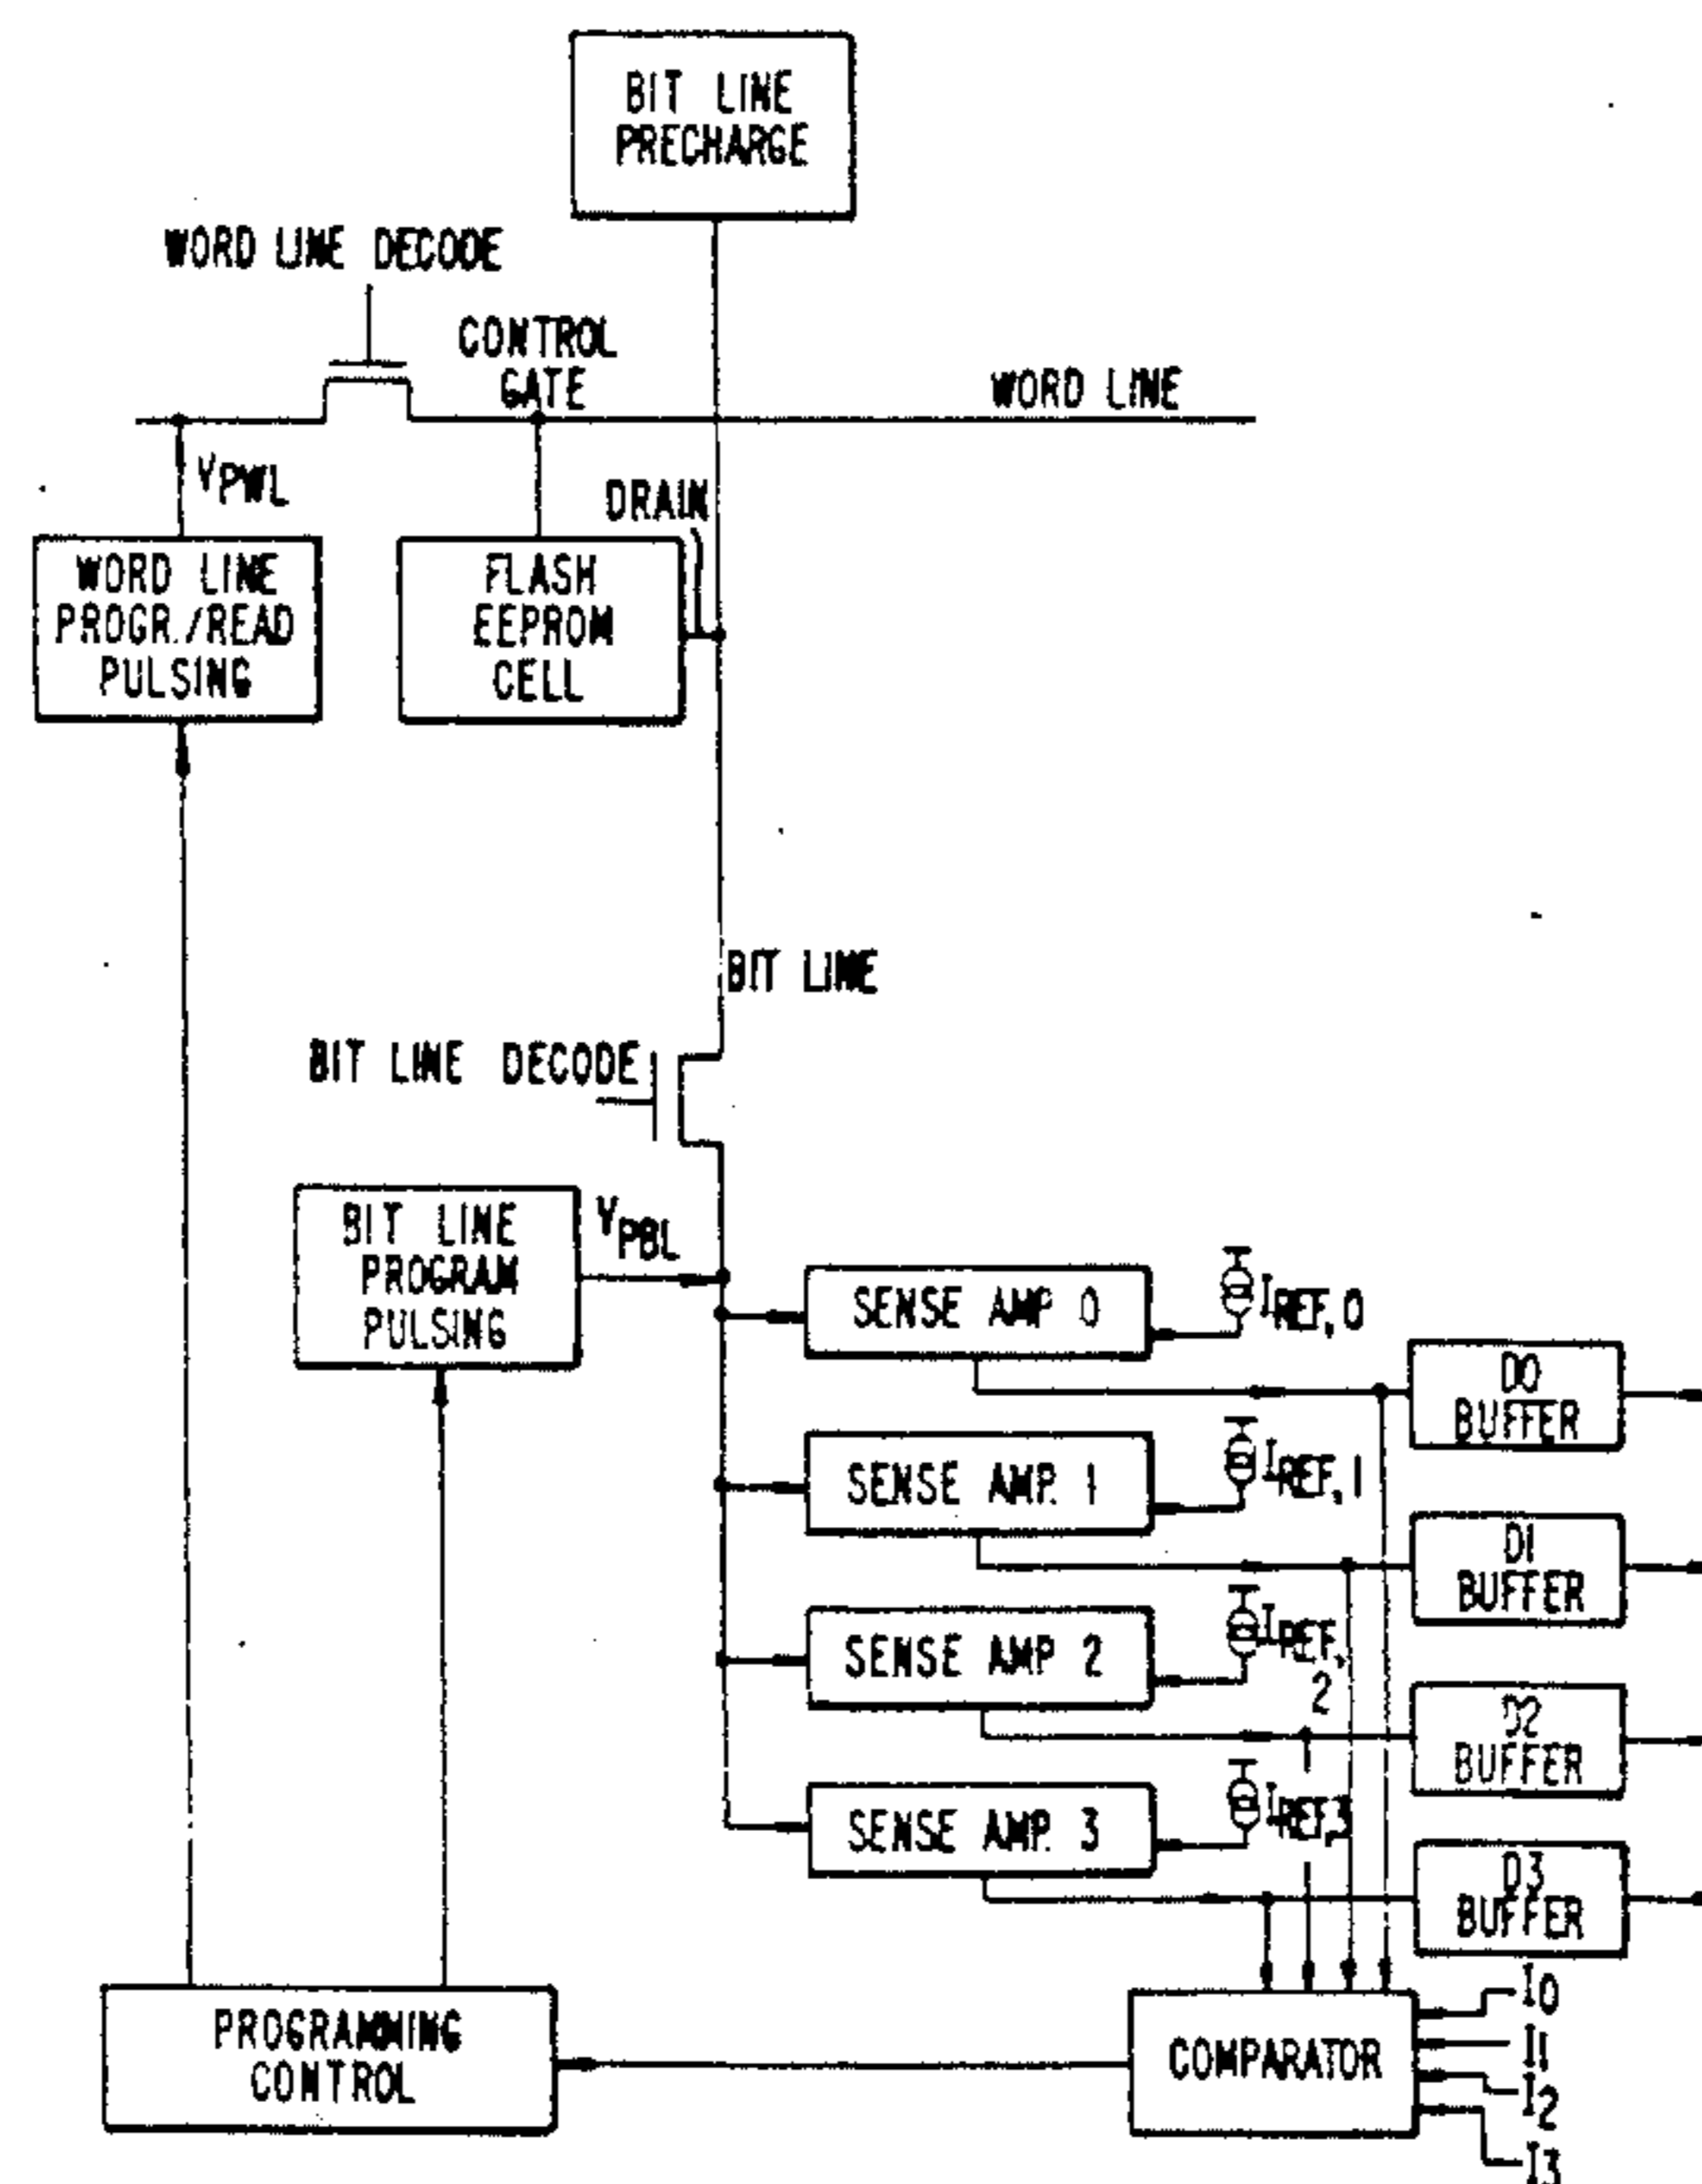 BIT LINE
PRECHARGE
WORD LINE DECODE
CONTROL
GATE
WORD LINE
VPWL
DRAIN
WORD LINE
PROGR./READ
PULSING
FLASH
EEPROM
CELL
BIT LINE
BIT LINE DECODE
BIT LINE
PROGRAM
PULSING
VPBL
SENSE AMP. 0
IREF,0
D0
BUFFER
SENSE AMP. 1
IREF,1
D1
BUFFER
SENSE AMP. 2
IREF,
2
D2
BUFFER
SENSE AMP. 3
IREF,3
D3
BUFFER
PROGRAMMING
CONTROL
COMPARATOR
I0
I1
I2
I3